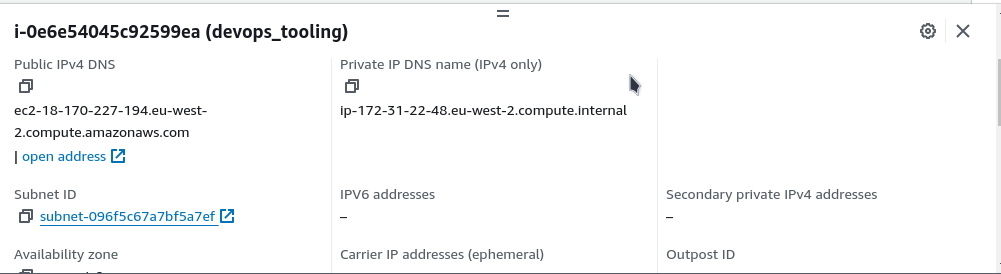 i-0e6e54045c92599ea (devops_tooling)
Public IPv4 DNS
ec2-18-170-227-194.eu-west-
2.compute.amazonaws.com
| open address
Private IP DNS name (IPv4 only)
ip-172-31-22-48.eu-west-2.compute.internal
Subnet ID
subnet-096f5c67a7bf5a7ef
IPV6 addresses
–
Secondary private IPv4 addresses
–
Availability zone
Carrier IP addresses (ephemeral)
Outpost ID